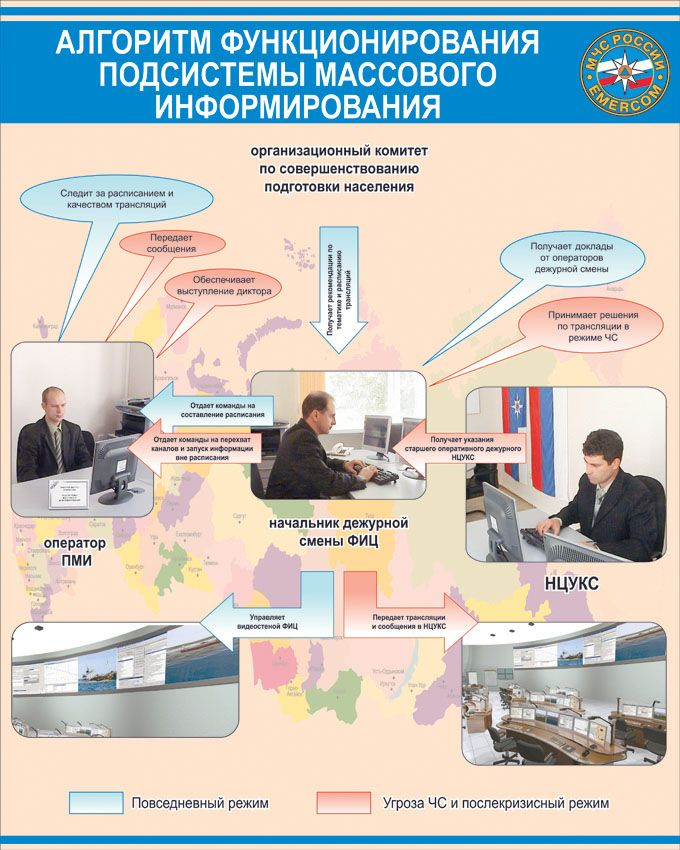 АЛГОРИТМ ФУНКЦИОНИРОВАНИЯ
ПОДСИСТЕМЫ МАССОВОГО
ИНФОРМИРОВАНИЯ
МЧС РОССИИ
EMERCOM
организационный комитет
по совершенствованию
подготовки населения
Следит за расписанием и
качеством трансляций
Передает
сообщения
Обеспечивает
выступление диктора
Получает рекомендации по
тематике и расписанию
трансляций
Получает доклады
от операторов
дежурной смены
Принимает решения
по трансляции в
режиме ЧС
Отдает команды на
составление расписания
Отдает команды на перехват
каналов и запуск информации
вне расписания
Получает указания
старшего оперативного дежурного
НЦУКС
оператор
ПМИ
начальник дежурной
смены ФИЦ
НЦУКС
Управляет
видеостеной ФИЦ
Передает трансляции
и сообщения в НЦУКС
Повседневный режим
Угроза ЧС и послекризисный режим